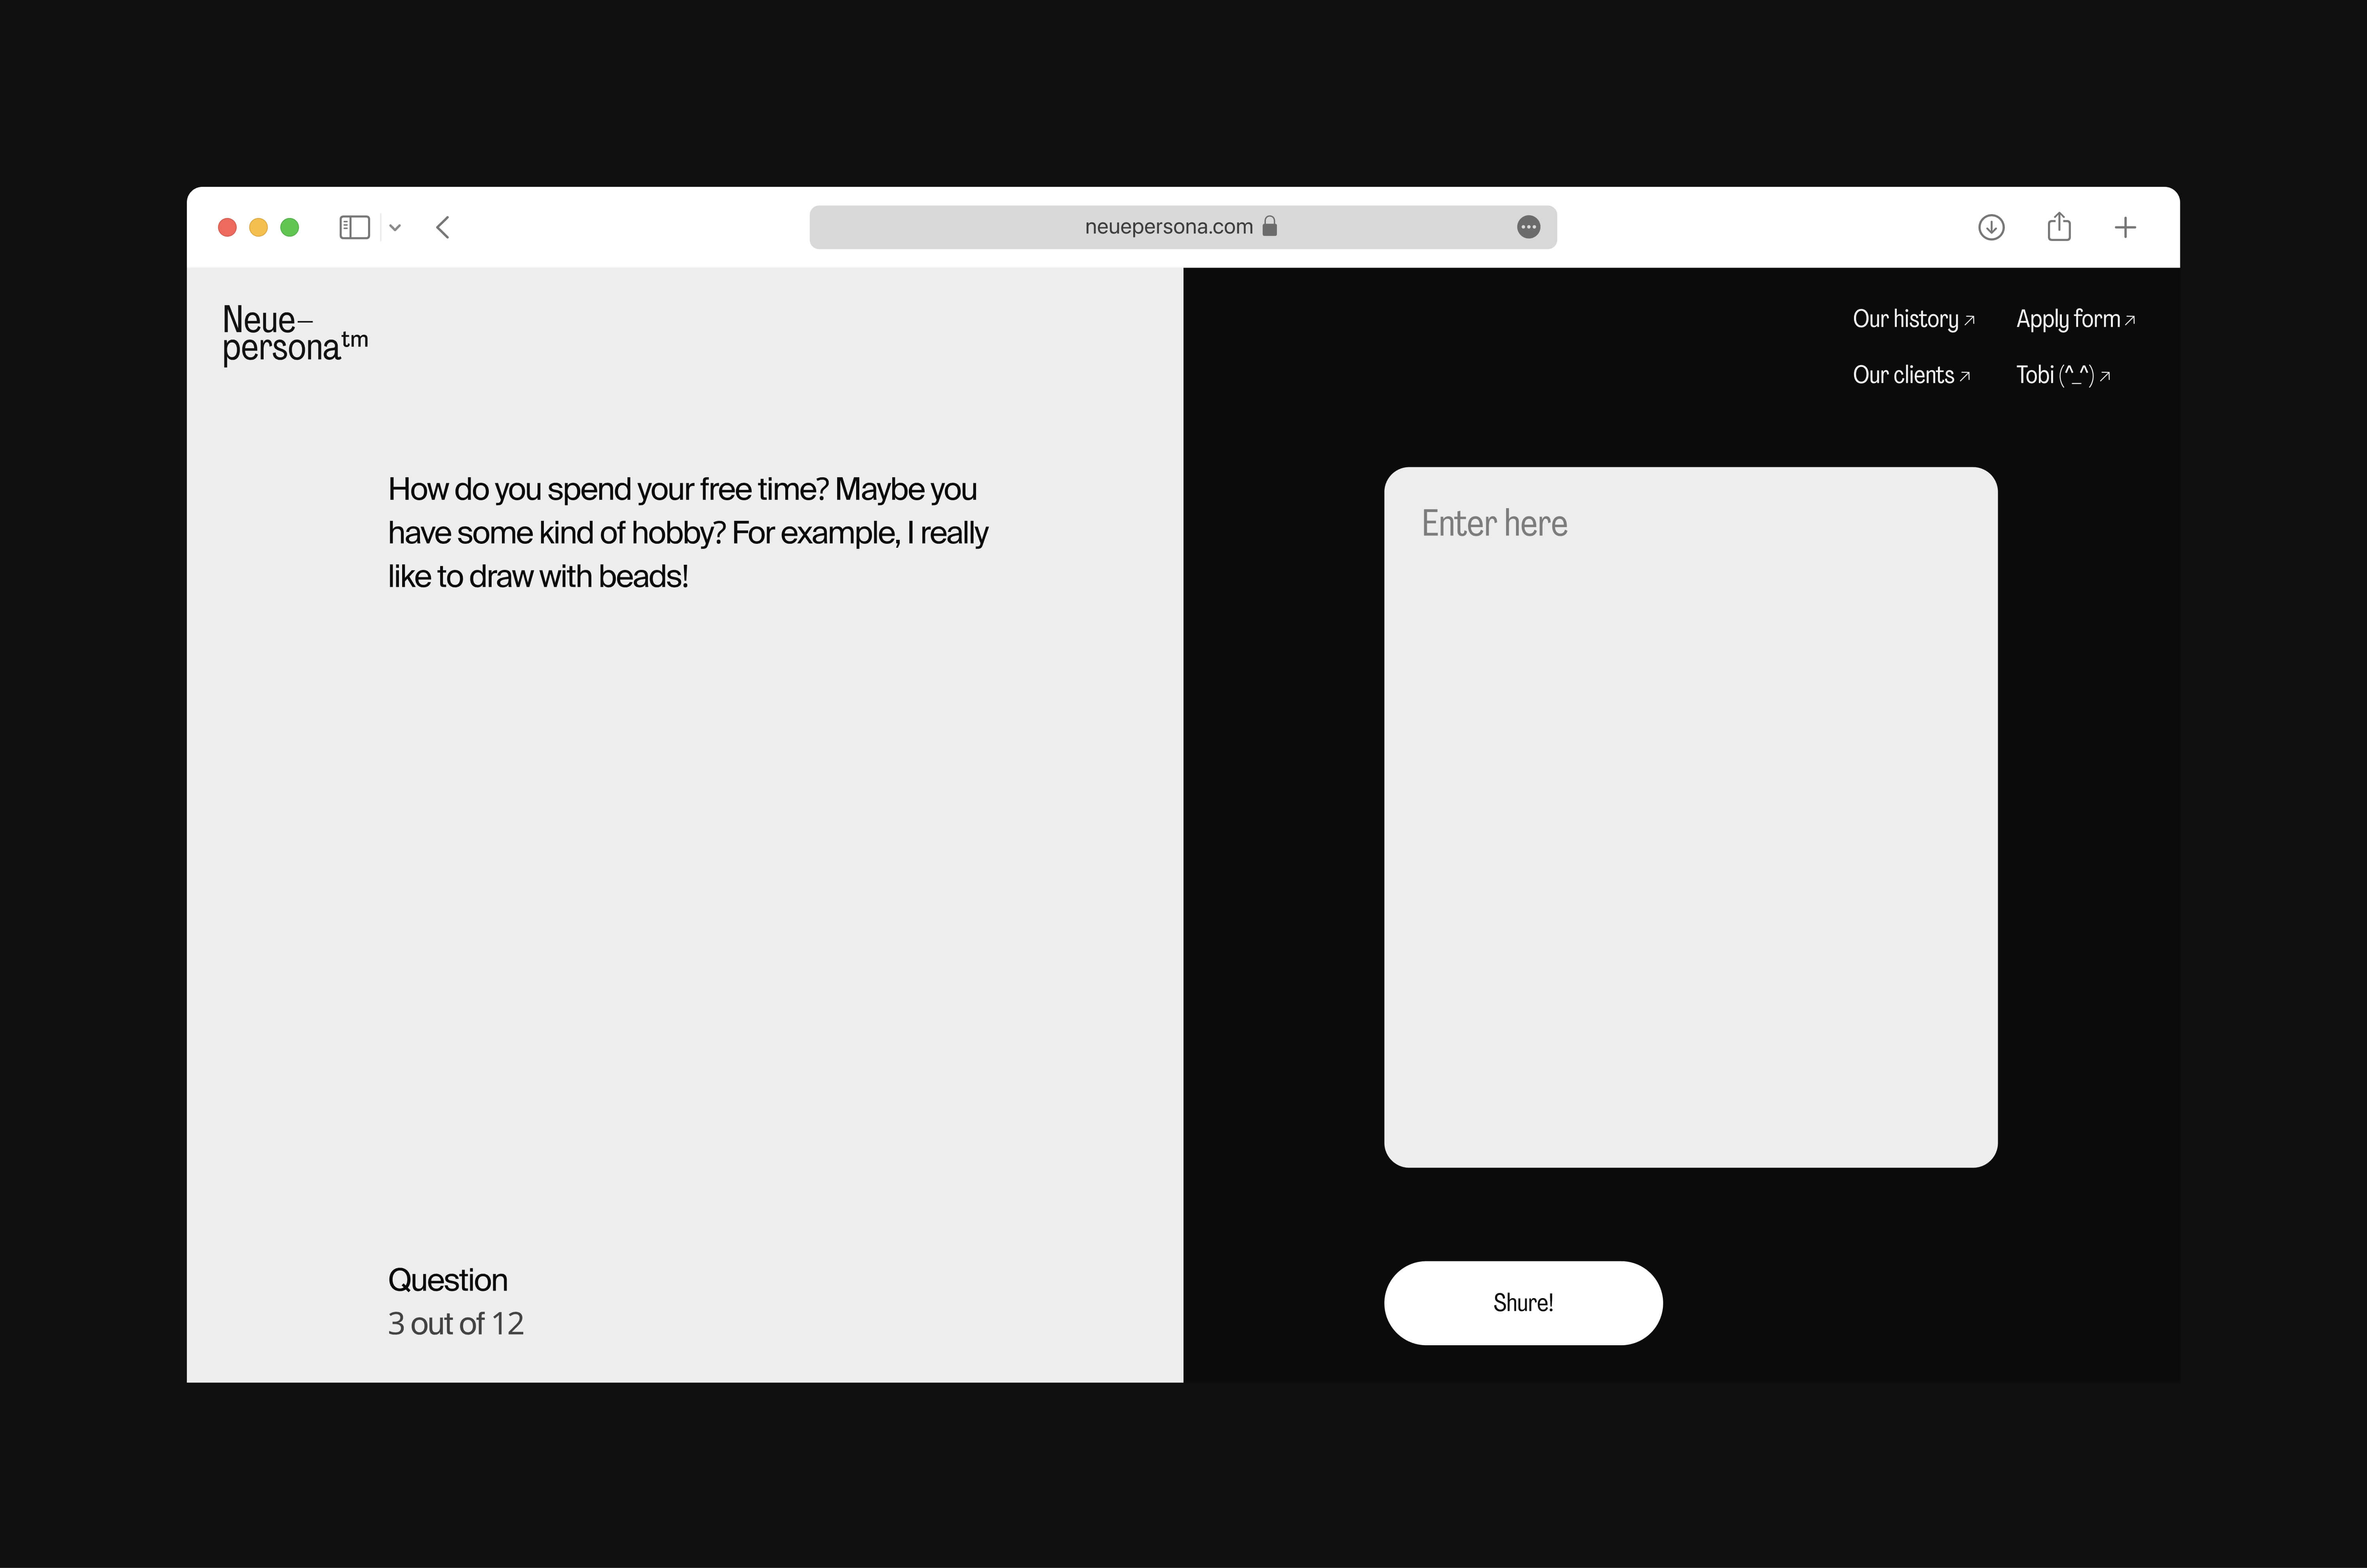 neuepersona.com
Neue–
persona™
Our history ↗
Apply form ↗
Our clients ↗
Tobi (^_^) ↗
How do you spend your free time? Maybe you
have some kind of hobby? For example, I really
like to draw with beads!
Enter here
Question
3 out of 12
Shure!